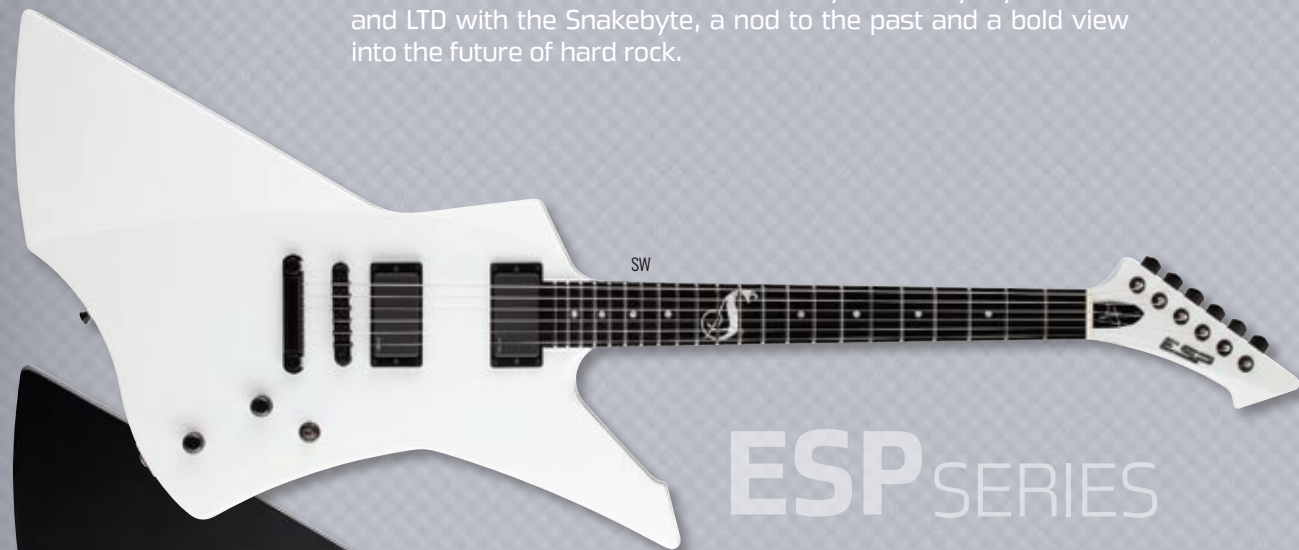 and LTD with the Snakebyte, a nod to the past and a bold view
into the future of hard rock.
SW
ESP
ESP SERIES